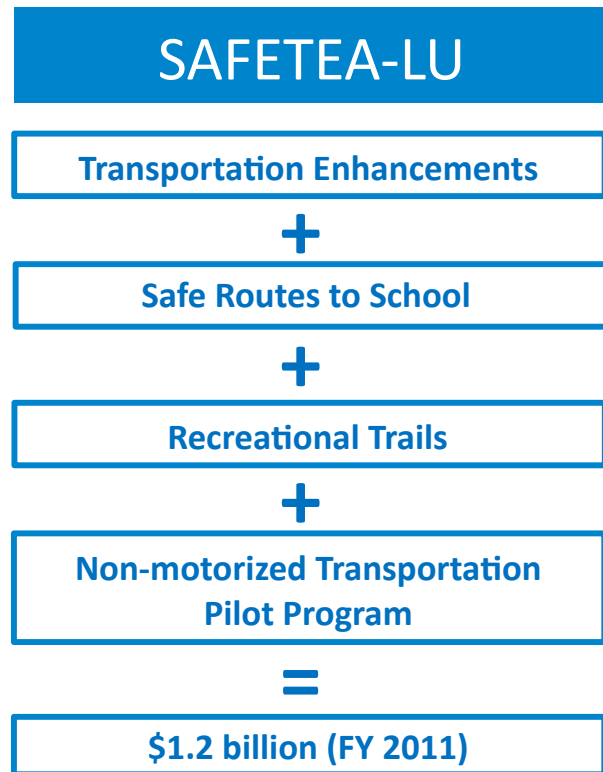 SAFETEA-LU
Transportation Enhancements
+
Safe Routes to School
+
Recreational Trails
+
Non-motorized Transportation
Pilot Program
=
$1.2 billion (FY 2011)